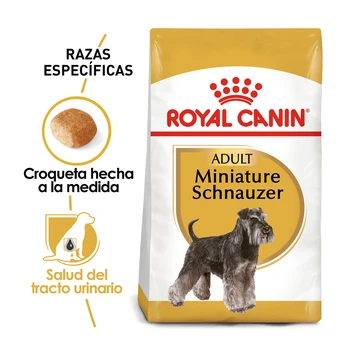 RAZAS
ESPECÍFICAS
Croqueta hecha
a la medida
Salud del
tracto urinario
ROYAL CANIN
ADULT
Miniature
Schnauzer